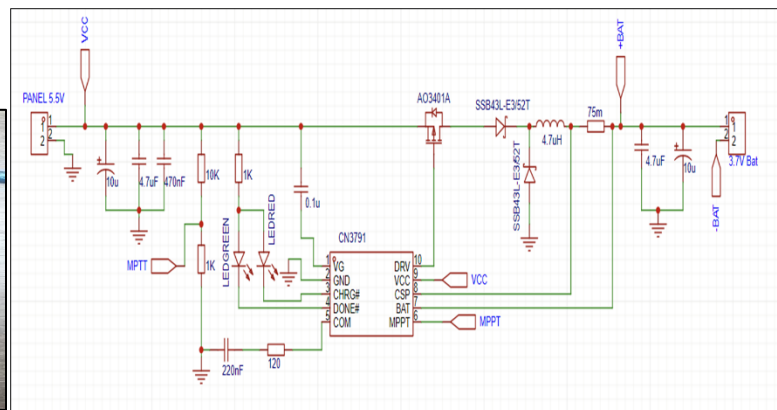 VCC
+BAT
PANEL 5.5V
1
2
AO3401A
SSB43L-E3/52T
75m
4.7uH
1
2
3.7V Bat
10u
4.7uF
470nF
10K
1K
0.1u
SSB43L-E3/52T
4.7uF
10u
-BAT
LEDGREEN
LEDRED
MPTT
1K
CN3791
1 VG DRV 10
2 GND VCC 9
3 CHRG# CSP 8
4 DONE# BAT 7
5 COM MPPT 6
VCC
MPPT
220nF
120